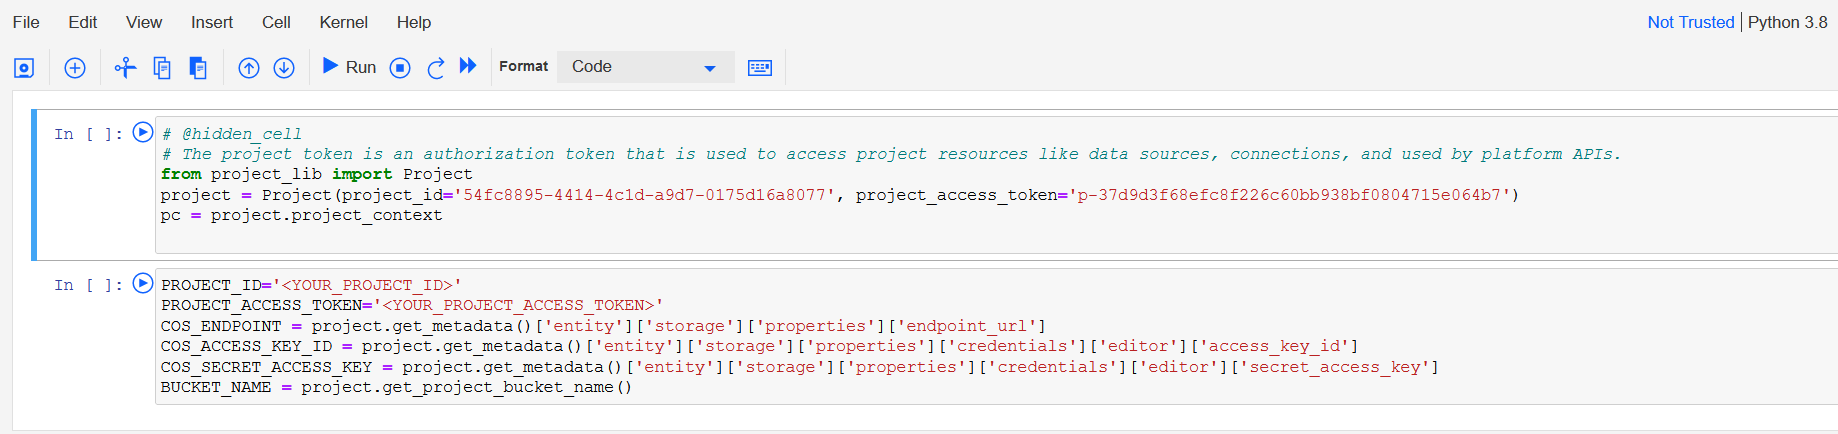 File Edit View Insert Cell Kernel Help Not Trusted Python 3.8
Run Format Code
In [ ]: # @hidden_cell
# The project token is an authorization token that is used to access project resources like data sources, connections, and used by platform APIs.
from project_lib import Project
project = Project(project_id='54fc8895-4414-4c1d-a9d7-0175d16a8077', project_access_token='p-37d9d3f68efc8f226c60bb938bf0804715e064b7')
pc = project.project_context
In [ ]: PROJECT_ID='<YOUR_PROJECT_ID>'
PROJECT_ACCESS_TOKEN='<YOUR_PROJECT_ACCESS_TOKEN>'
COS_ENDPOINT = project.get_metadata()['entity']['storage']['properties']['endpoint_url']
COS_ACCESS_KEY_ID = project.get_metadata()['entity']['storage']['properties']['credentials']['editor']['access_key_id']
COS_SECRET_ACCESS_KEY = project.get_metadata()['entity']['storage']['properties']['credentials']['editor']['secret_access_key']
BUCKET_NAME = project.get_project_bucket_name()